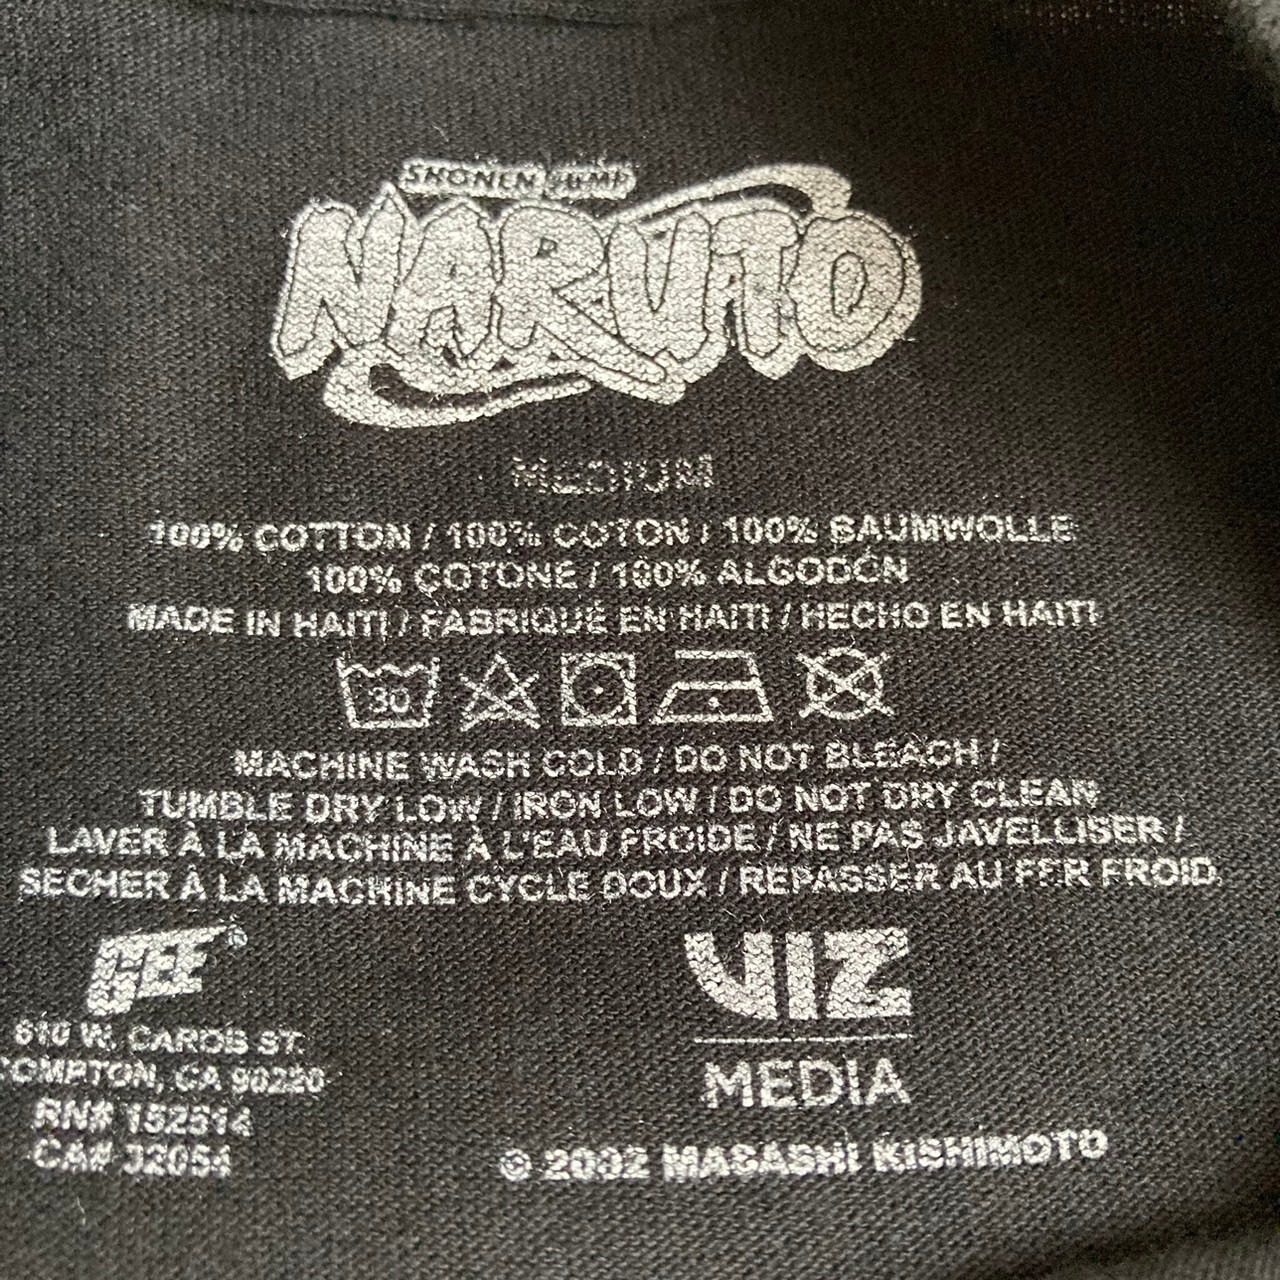 SHONEN JUMP
NARUTO
MEDIUM
100% COTTON / 100% COTON / 100% BAUMWOLLE
100% COTONE / 100% ALGODÓN
MADE IN HAITI / FABRIQUÉ EN HAITI / HECHO EN HAITI
30
MACHINE WASH COLD / DO NOT BLEACH /
TUMBLE DRY LOW / IRON LOW / DO NOT DRY CLEAN
LAVER À LA MACHINE À L'EAU FROIDE / NE PAS JAVELLISER /
SECHER À LA MACHINE CYCLE DOUX / REPASSER AU FER FROID.
GEE®
610 W. ST.
COMPTON, CA 90220
RN# 152514
CA# 32054
VIZ
MEDIA
© 2002 MASASHI KISHIMOTO